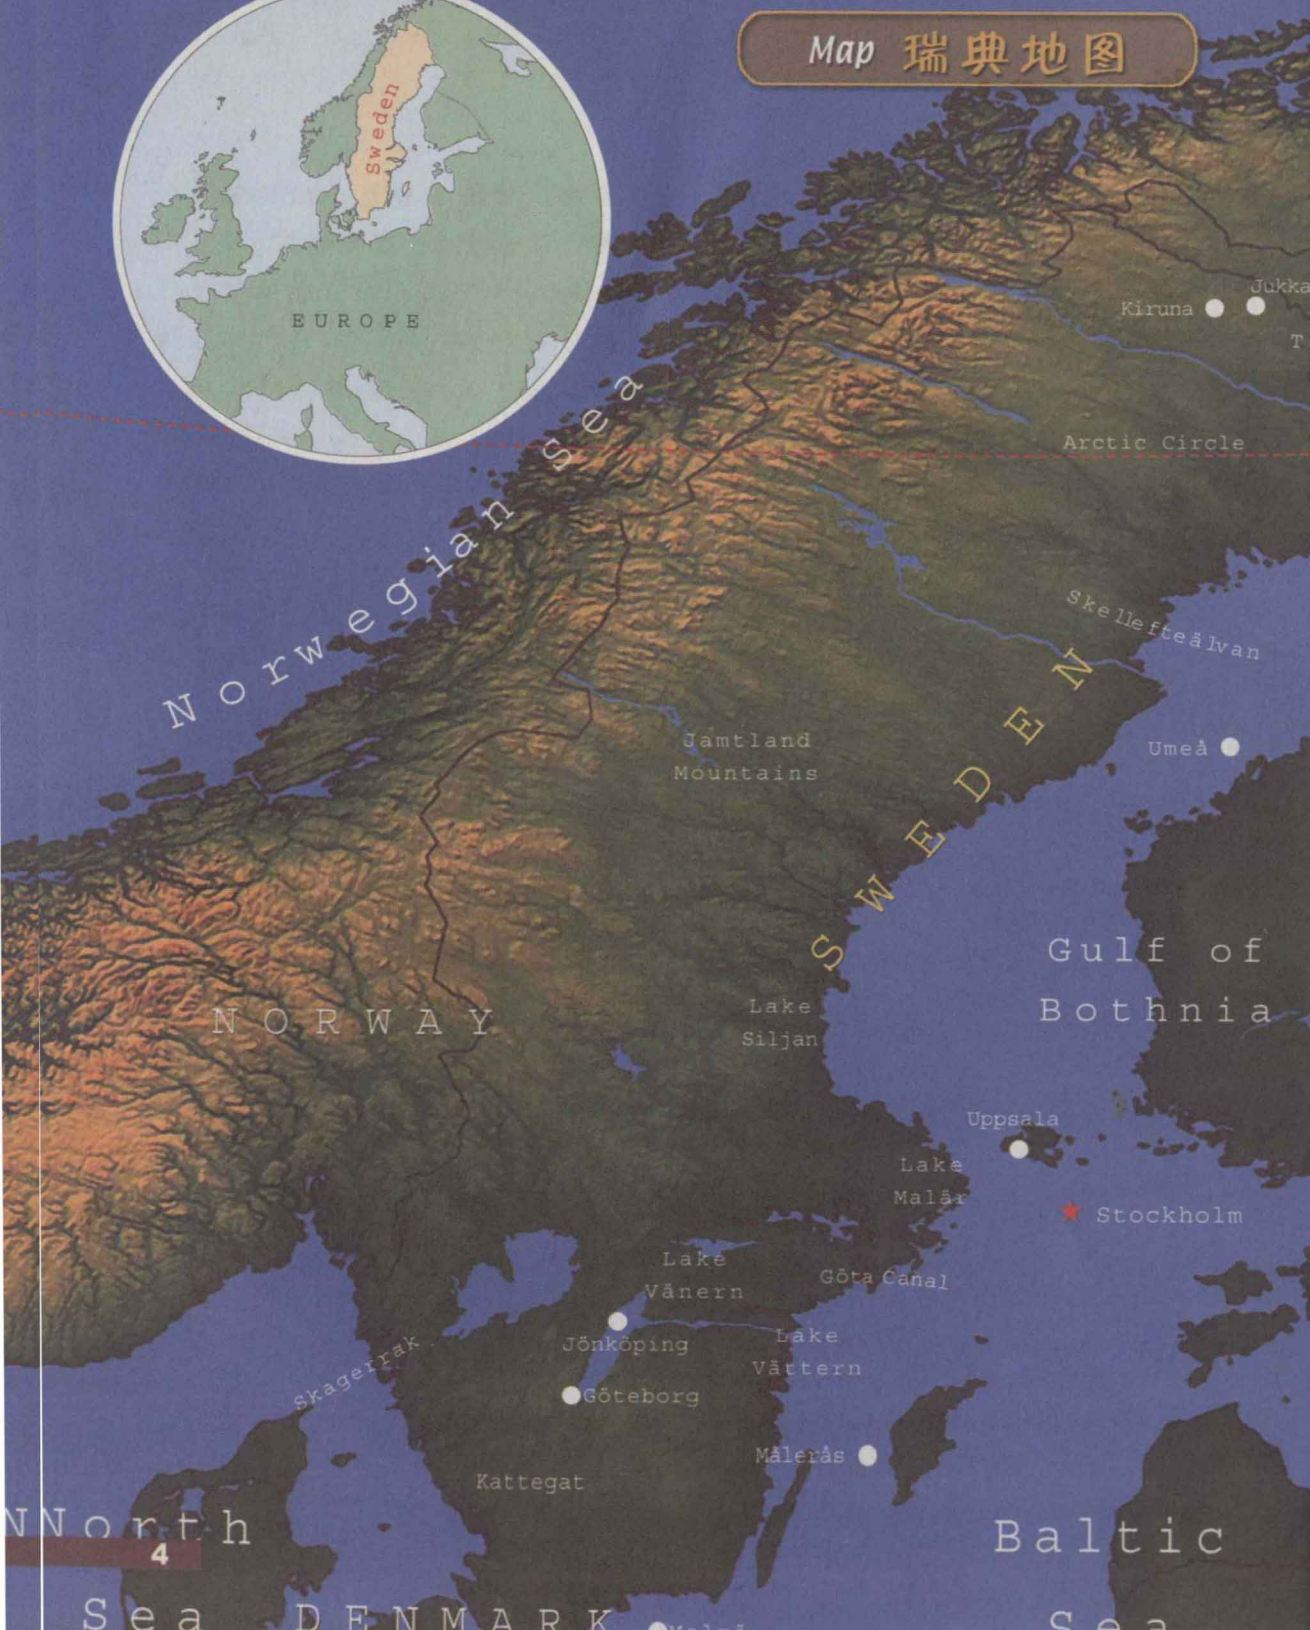 Map 瑞典地图
Sweden
EUROPE
Jukka
Kiruna
T
Norwegian Sea
Arctic Circle
Skellefteälvan
SWEDEN
Umeå
Jamtland
Mountains
Gulf of
Bothnia
Lake
Siljan
NORWAY
Uppsala
Lake
Malär
Stockholm
Lake
Vänern
Göta Canal
Jönköping
Lake
Vättern
Skagerrak
Göteborg
Målerås
Kattegat
NNorth
Sea
Baltic
Sea
4
DENMARK